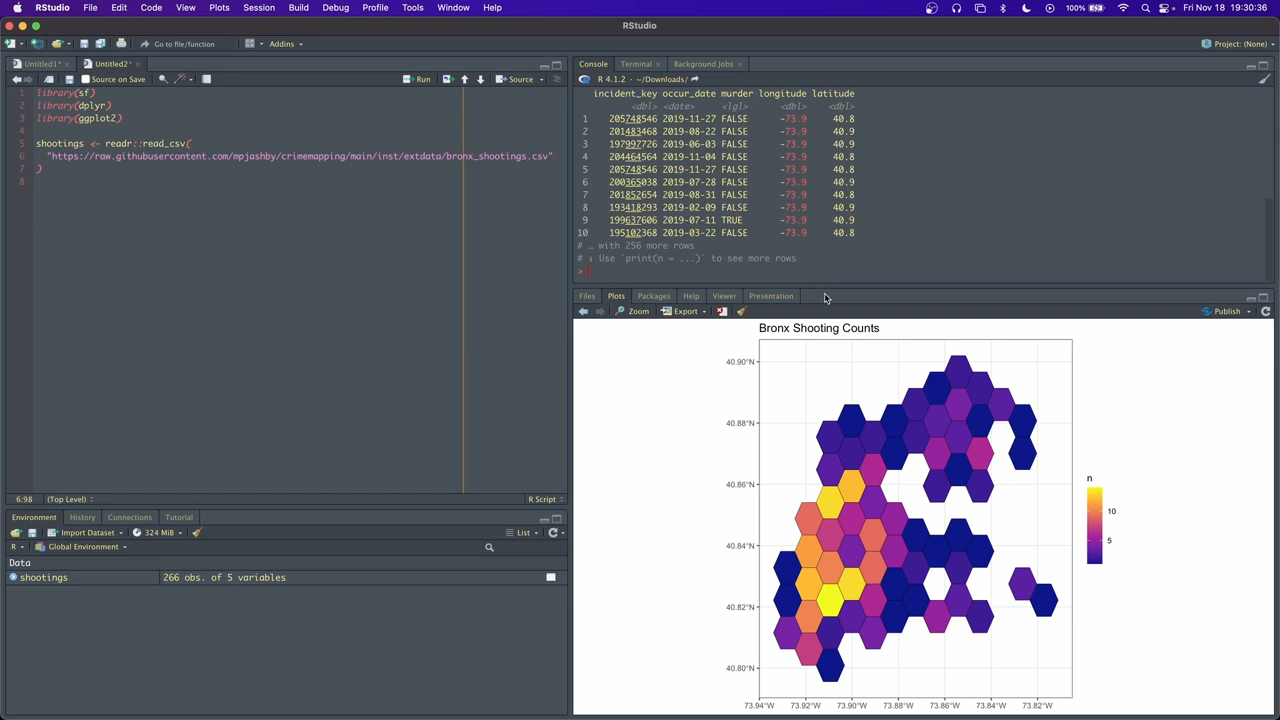 RStudio File Edit Code View Plots Session Build Debug Profile Tools Window Help 100% Fri Nov 18 19:30:36
RStudio
Go to file/function Addins Project: (None)
Untitled1* Untitled2*
Source on Save Run Source
1 library(sf)
2 library(dplyr)
3 library(ggplot2)
4
5 shootings <- readr::read_csv(
6 "https://raw.githubusercontent.com/mpjashby/crimemapping/main/inst/extdata/bronx_shootings.csv"
7 )
8
6:98 (Top Level) R Script
Environment History Connections Tutorial
Import Dataset 324 MiB List
R Global Environment
Data
shootings 266 obs. of 5 variables
Console Terminal Background Jobs
R 4.1.2 · ~/Downloads/
incident_key occur_date murder longitude latitude
<dbl> <date> <lgl> <dbl> <dbl>
1 205748546 2019-11-27 FALSE -73.9 40.8
2 201483468 2019-08-22 FALSE -73.9 40.9
3 197997726 2019-06-03 FALSE -73.9 40.9
4 204464564 2019-11-04 FALSE -73.9 40.8
5 205748546 2019-11-27 FALSE -73.9 40.8
6 200365038 2019-07-28 FALSE -73.9 40.9
7 201852654 2019-08-31 FALSE -73.9 40.8
8 193418293 2019-02-09 FALSE -73.9 40.9
9 199637606 2019-07-11 TRUE -73.9 40.9
10 195102368 2019-03-22 FALSE -73.9 40.8
# … with 256 more rows
# ℹ Use `print(n = ...)` to see more rows
>
Files Plots Packages Help Viewer Presentation
Zoom Export Publish
Bronx Shooting Counts
40.90°N
40.88°N
40.86°N
40.84°N
40.82°N
40.80°N
73.94°W 73.92°W 73.90°W 73.88°W 73.86°W 73.84°W 73.82°W
n
10
5